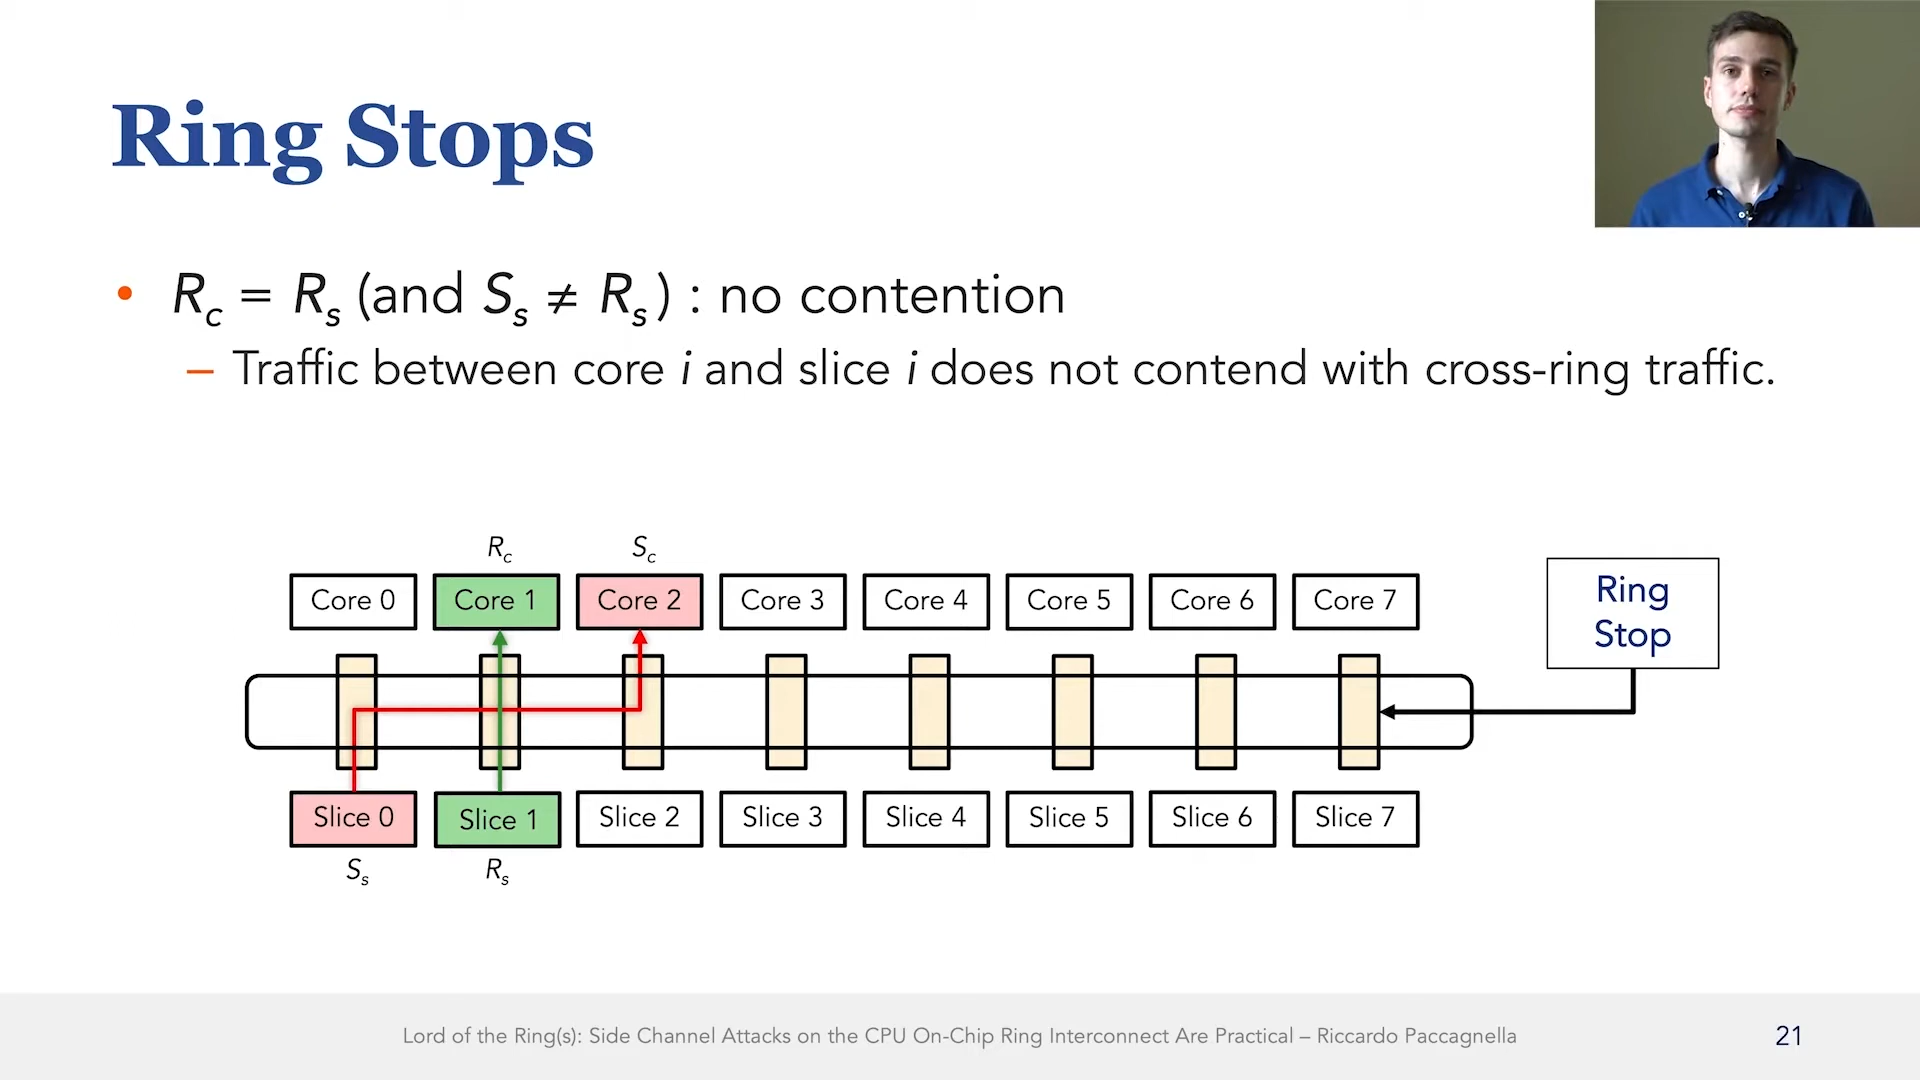 Ring Stops
• Rc = Rs (and Ss ≠ Rs) : no contention
– Traffic between core i and slice i does not contend with cross-ring traffic.
Rc Sc
Core 0 Core 1 Core 2 Core 3 Core 4 Core 5 Core 6 Core 7
Ring
Stop
Slice 0 Slice 1 Slice 2 Slice 3 Slice 4 Slice 5 Slice 6 Slice 7
Ss Rs
Lord of the Ring(s): Side Channel Attacks on the CPU On-Chip Ring Interconnect Are Practical – Riccardo Paccagnella
21